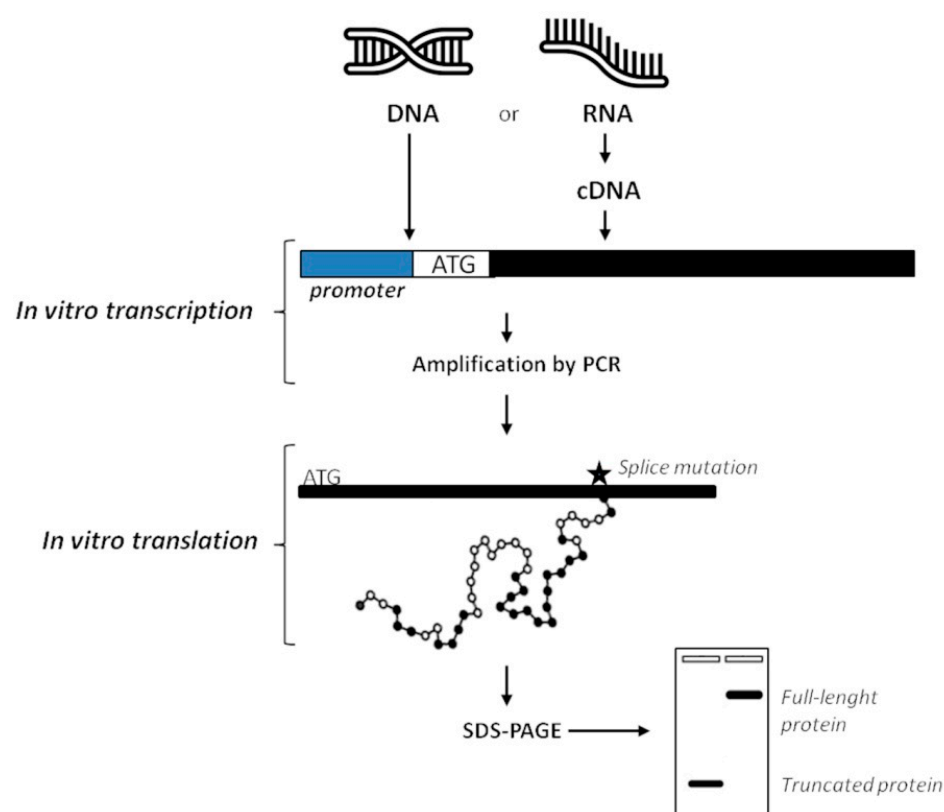 DNA or RNA
cDNA
ATG
promoter
In vitro transcription
Amplification by PCR
ATG
Splice mutation
In vitro translation
SDS-PAGE
Full-lenght
protein
Truncated protein